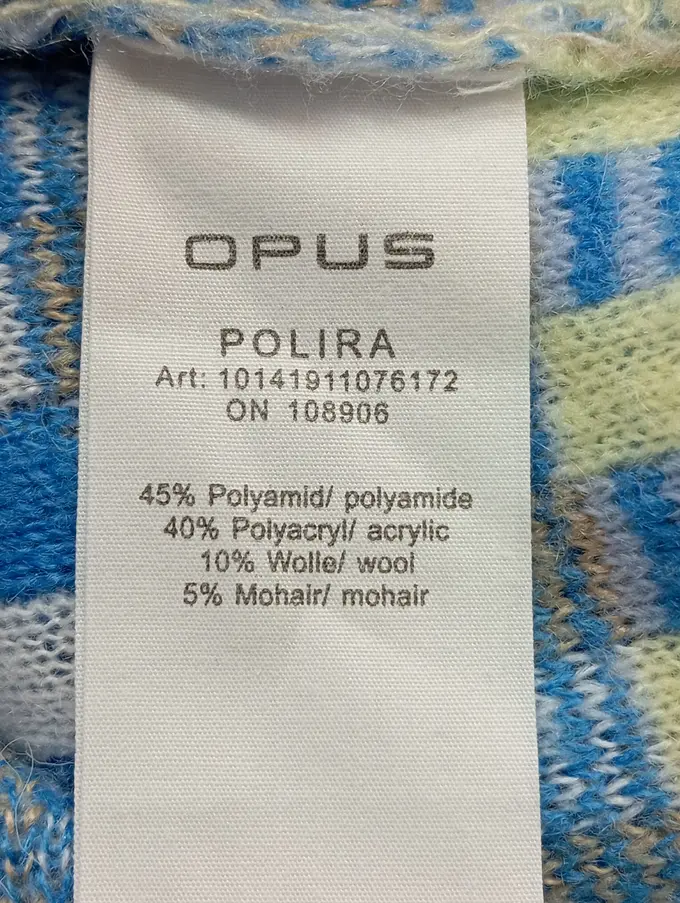 OPUS
POLIRA
Art: 10141911076172
ON 108906
45% Polyamid/ polyamide
40% Polyacryl/ acrylic
10% Wolle/ wool
5% Mohair/ mohair